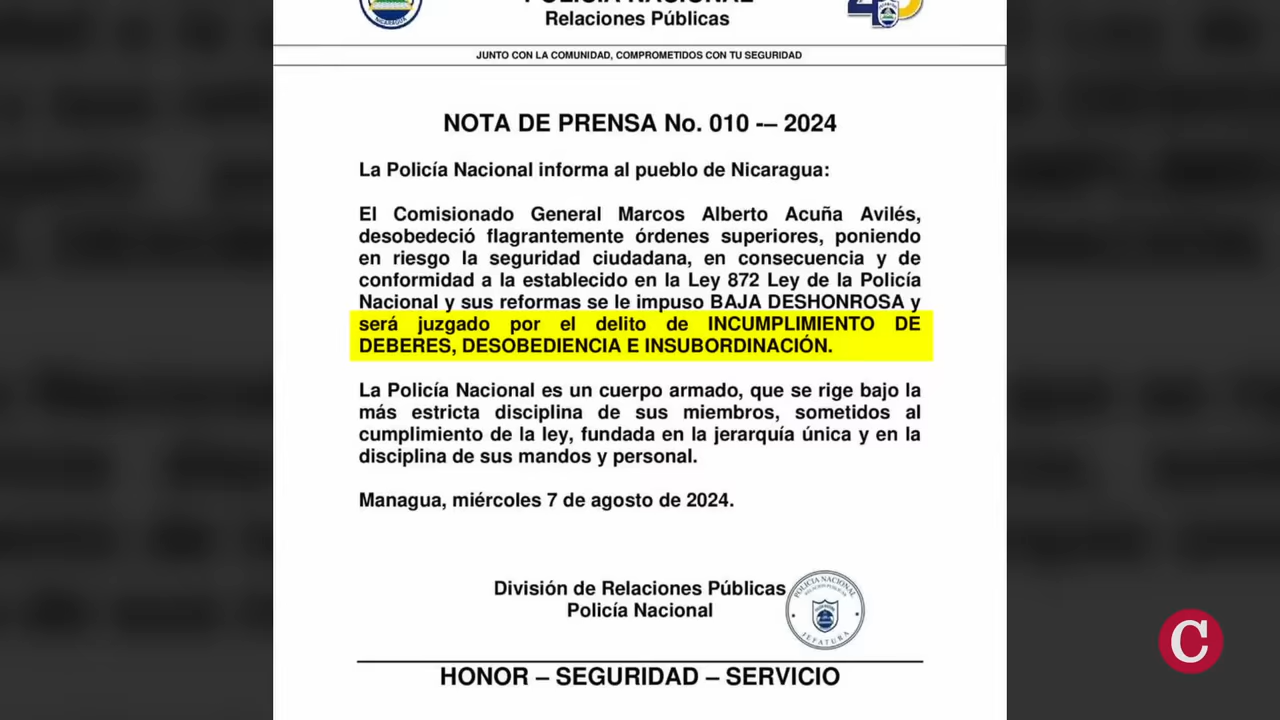 POLICÍA NACIONAL
Relaciones Públicas
JUNTO CON LA COMUNIDAD, COMPROMETIDOS CON TU SEGURIDAD
NOTA DE PRENSA No. 010 -– 2024
La Policía Nacional informa al pueblo de Nicaragua:
El Comisionado General Marcos Alberto Acuña Avilés,
desobedeció flagrantemente órdenes superiores, poniendo
en riesgo la seguridad ciudadana, en consecuencia y de
conformidad a la establecido en la Ley 872 Ley de la Policía
Nacional y sus reformas se le impuso BAJA DESHONROSA y
será juzgado por el delito de INCUMPLIMIENTO DE
DEBERES, DESOBEDIENCIA E INSUBORDINACIÓN.
La Policía Nacional es un cuerpo armado, que se rige bajo la
más estricta disciplina de sus miembros, sometidos al
cumplimiento de la ley, fundada en la jerarquía única y en la
disciplina de sus mandos y personal.
Managua, miércoles 7 de agosto de 2024.
División de Relaciones Públicas
Policía Nacional
POLICIA NACIONAL
JEFATURA
HONOR – SEGURIDAD – SERVICIO
NICARAGUA
C